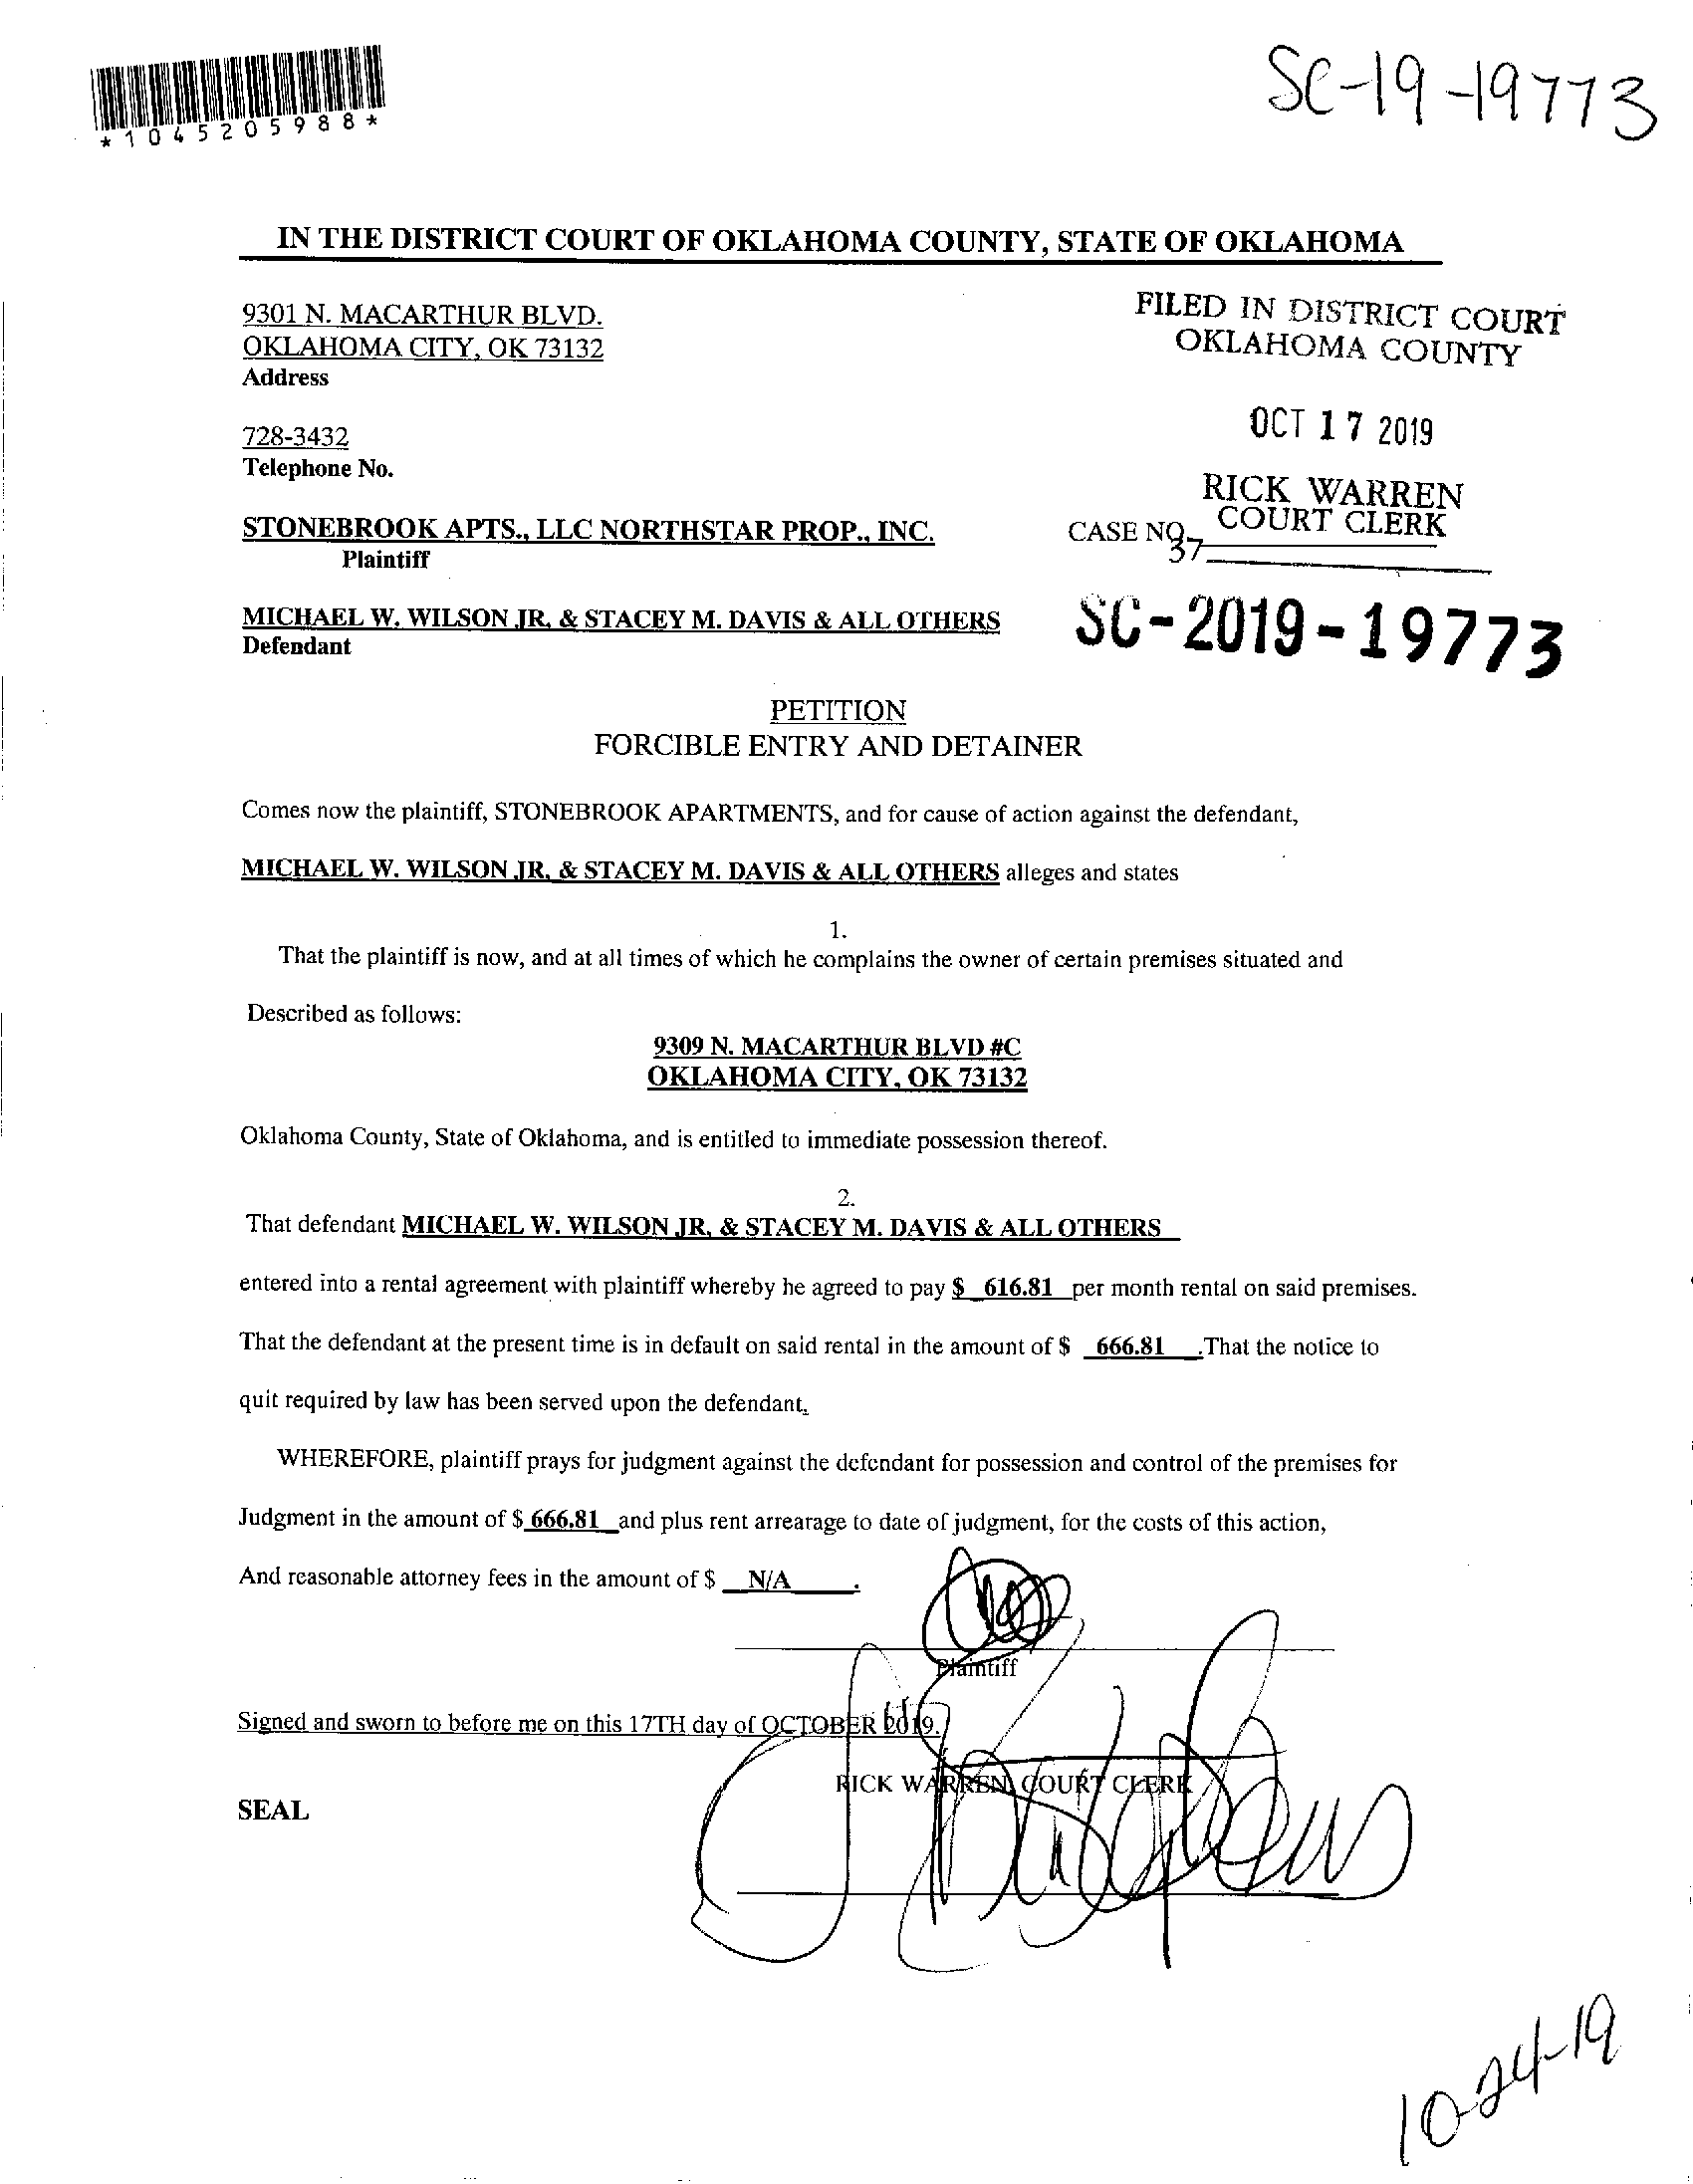 SC-19-19773
*1045205988*
IN THE DISTRICT COURT OF OKLAHOMA COUNTY, STATE OF OKLAHOMA
9301 N. MACARTHUR BLVD.
OKLAHOMA CITY, OK 73132
Address
FILED IN DISTRICT COURT
OKLAHOMA COUNTY
OCT 17 2019
728-3432
Telephone No.
RICK WARREN
COURT CLERK
STONEBROOK APTS., LLC NORTHSTAR PROP., INC.
Plaintiff
CASE NO.
37
MICHAEL W. WILSON JR. & STACEY M. DAVIS & ALL OTHERS
Defendant
SC-2019-19773
PETITION
FORCIBLE ENTRY AND DETAINER
Comes now the plaintiff, STONEBROOK APARTMENTS, and for cause of action against the defendant,
MICHAEL W. WILSON JR. & STACEY M. DAVIS & ALL OTHERS alleges and states
1.
That the plaintiff is now, and at all times of which he complains the owner of certain premises situated and
Described as follows:
9309 N. MACARTHUR BLVD #C
OKLAHOMA CITY, OK 73132
Oklahoma County, State of Oklahoma, and is entitled to immediate possession thereof.
2.
That defendant MICHAEL W. WILSON JR. & STACEY M. DAVIS & ALL OTHERS
entered into a rental agreement with plaintiff whereby he agreed to pay $ 616.81 per month rental on said premises.
That the defendant at the present time is in default on said rental in the amount of $ 666.81 .That the notice to
quit required by law has been served upon the defendant.
WHEREFORE, plaintiff prays for judgment against the defendant for possession and control of the premises for
Judgment in the amount of $ 666.81 and plus rent arrearage to date of judgment, for the costs of this action,
And reasonable attorney fees in the amount of $ N/A .
Plaintiff
Signed and sworn to before me on this 17TH day of OCTOBER 2019.
RICK WARREN, COURT CLERK
SEAL
10-24-19